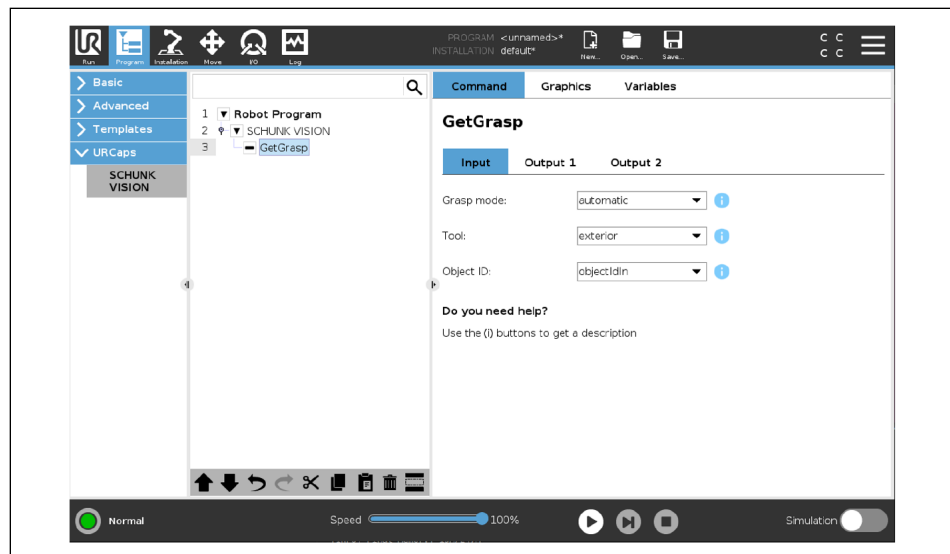 UR
PROGRAM <unnamed>*
INSTALLATION default*
C C
C C
Run Program Installation Move I/O Log New... Open... Save...
Basic
Advanced
Templates
URCaps
SCHUNK
VISION
1 Robot Program
2 SCHUNK VISION
3 GetGrasp
Command Graphics Variables
GetGrasp
Input Output 1 Output 2
Grasp mode: automatic i
Tool: exterior i
Object ID: objectIdIn i
Do you need help?
Use the (i) buttons to get a description
Normal Speed 100% Simulation